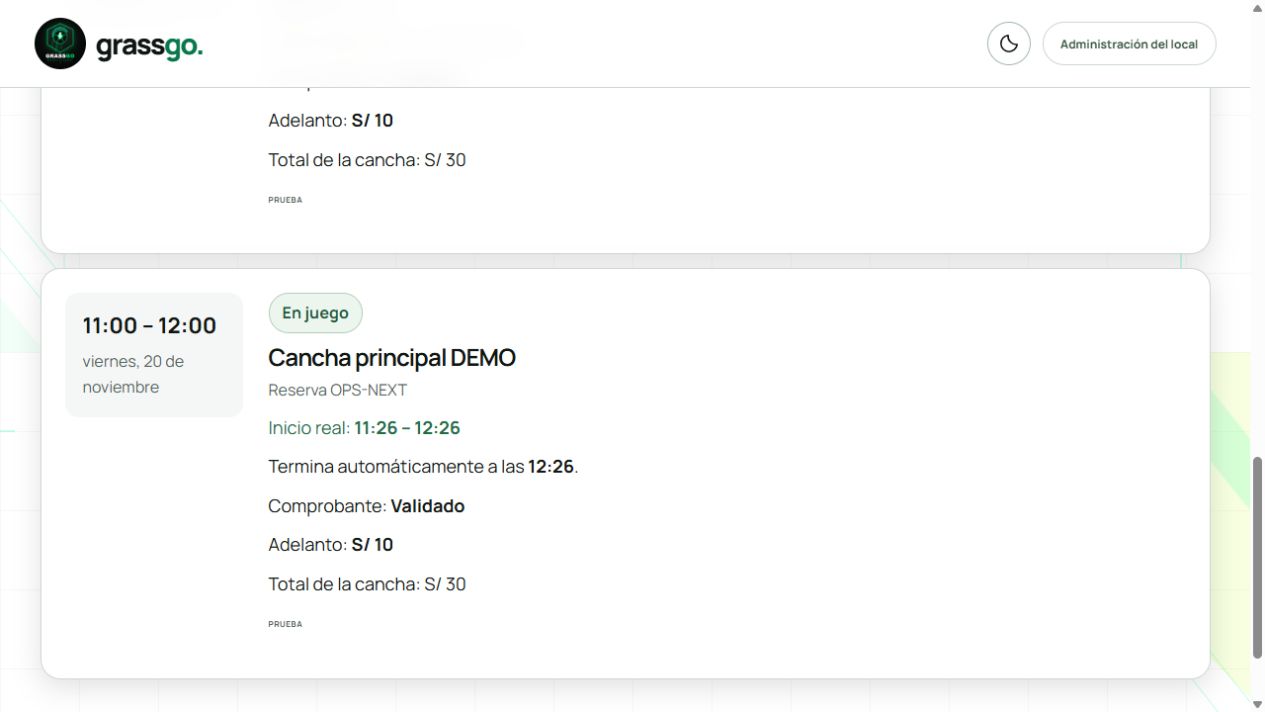 GRASSGO
grassgo.
Administración del local
Adelanto: S/ 10
Total de la cancha: S/ 30
PRUEBA
11:00 – 12:00
viernes, 20 de
noviembre
En juego
Cancha principal DEMO
Reserva OPS-NEXT
Inicio real: 11:26 – 12:26
Termina automáticamente a las 12:26.
Comprobante: Validado
Adelanto: S/ 10
Total de la cancha: S/ 30
PRUEBA